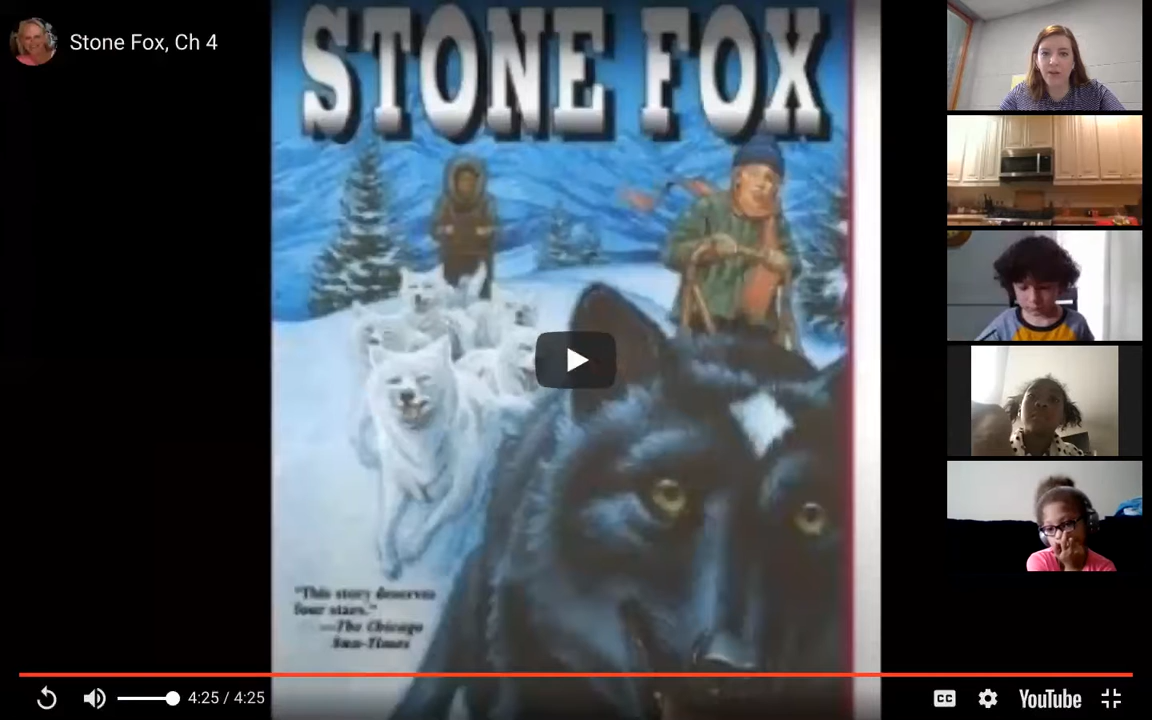 Stone Fox, Ch 4
STONE FOX
"This story deserves
four stars."
—The Chicago
Sun-Times
4:25 / 4:25
CC
YouTube